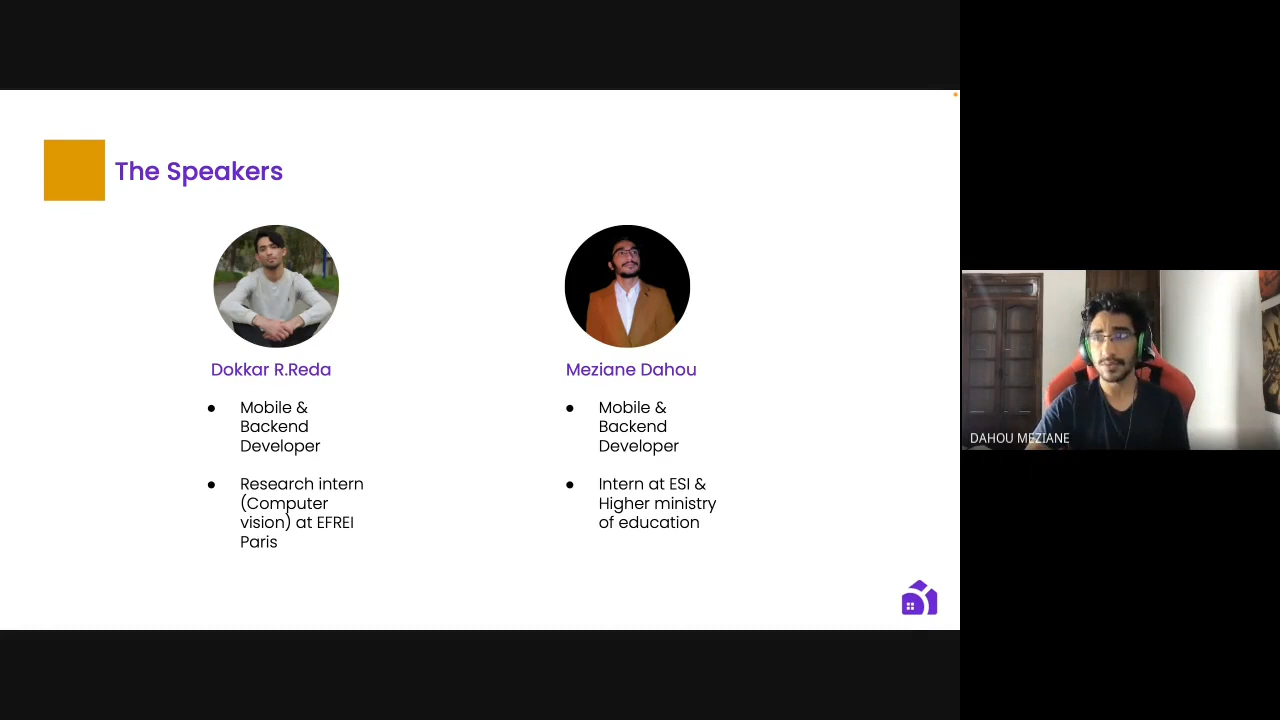 The Speakers
Dokkar R.Reda
Mobile &
Backend
Developer
Research intern
(Computer
vision) at EFREI
Paris
Meziane Dahou
Mobile &
Backend
Developer
Intern at ESI &
Higher ministry
of education
DAHOU MEZIANE